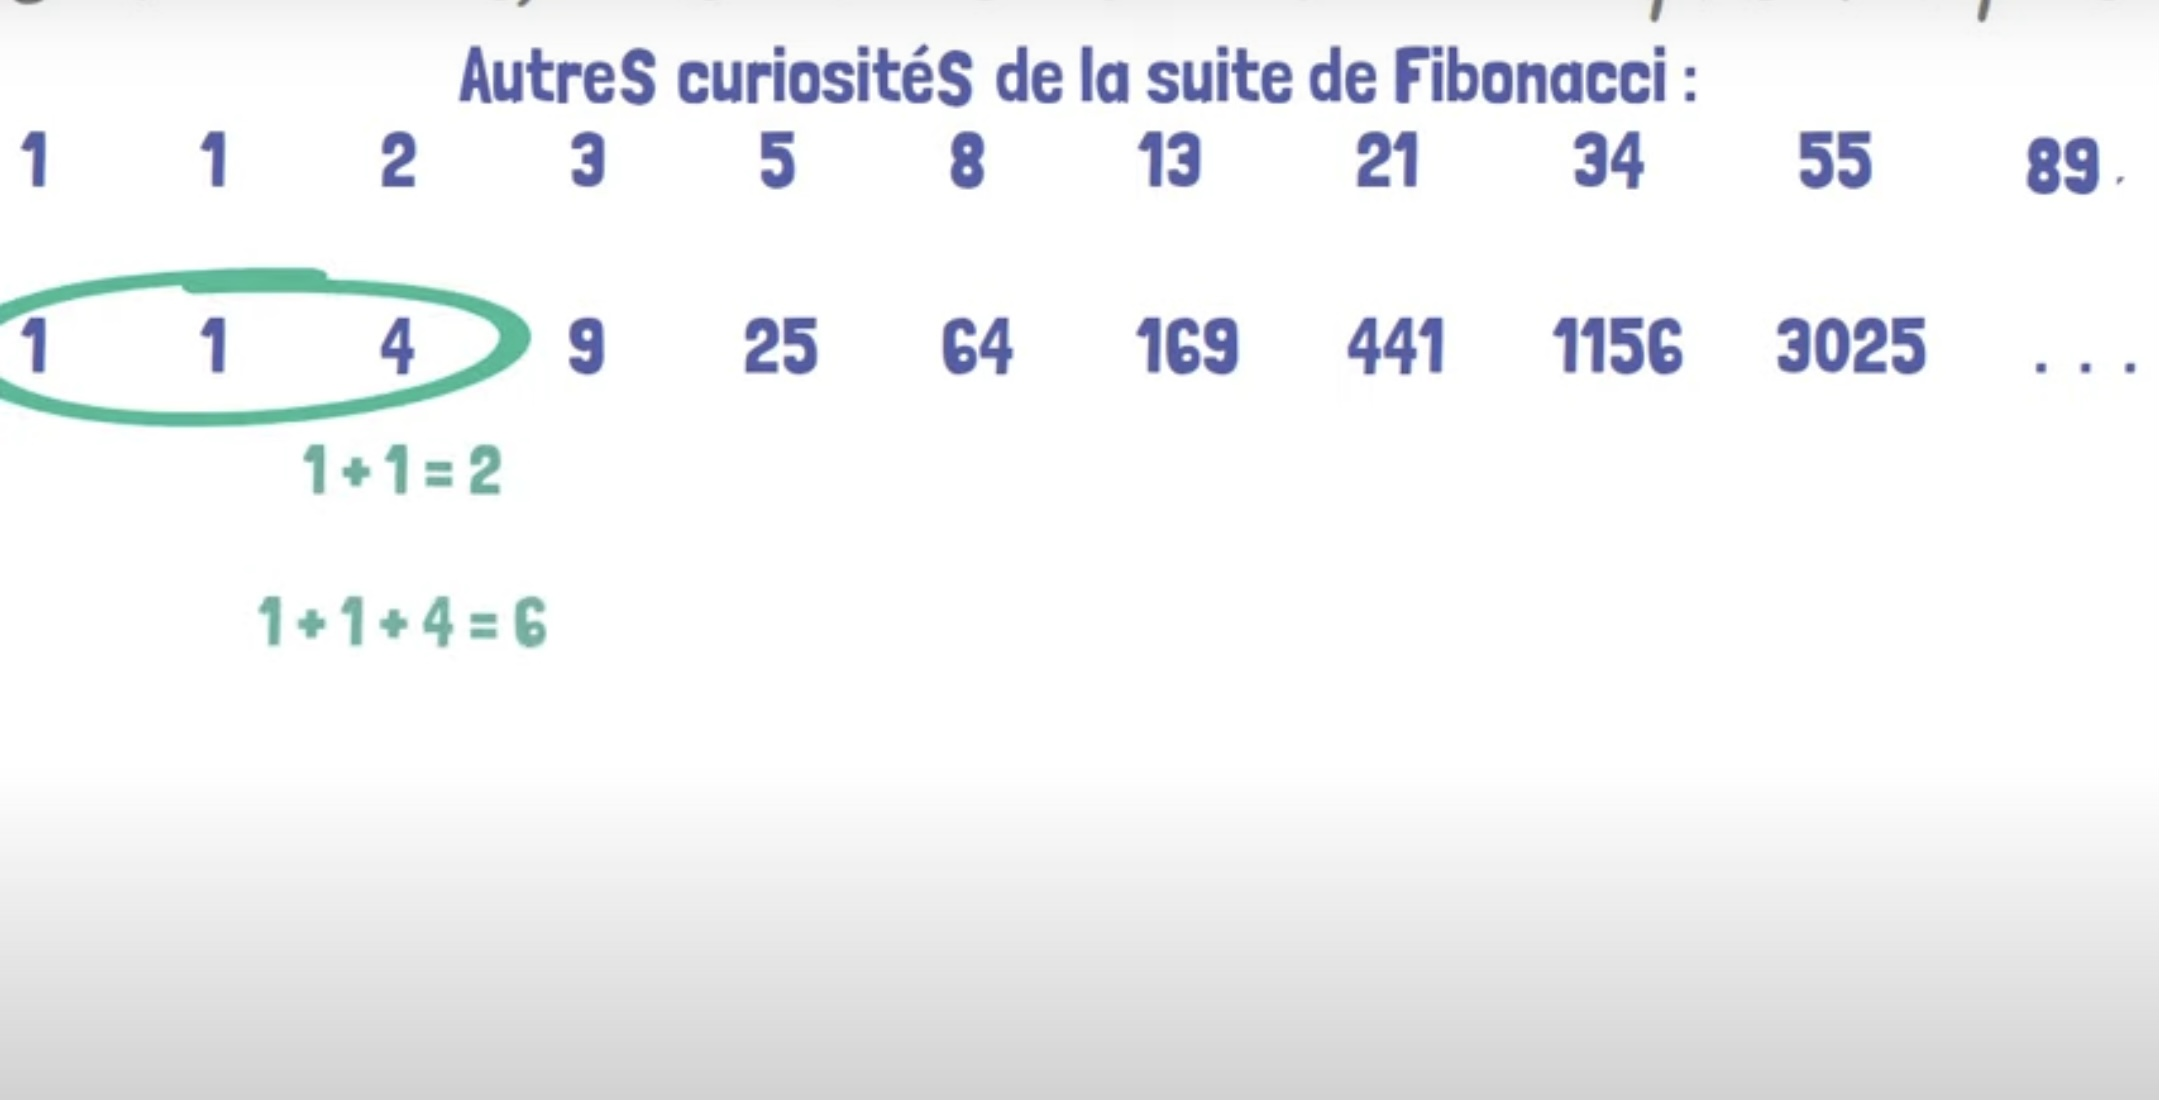 Autres curiosités de la suite de Fibonacci :
1 1 2 3 5 8 13 21 34 55 89 .
1 1 4 9 25 64 169 441 1156 3025 . . .
1 + 1 = 2
1 + 1 + 4 = 6